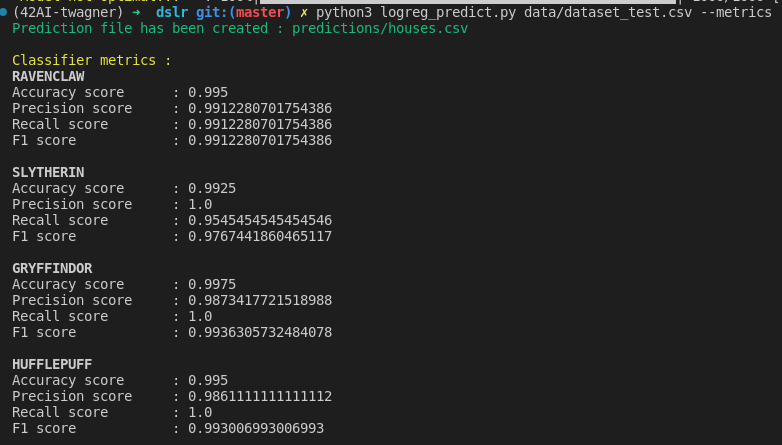 (42AI-twagner) ➜  dslr git:(master) ✗ python3 logreg_predict.py data/dataset_test.csv --metrics
Prediction file has been created : predictions/houses.csv
Classifier metrics :
RAVENCLAW
Accuracy score      : 0.995
Precision score     : 0.9912280701754386
Recall score        : 0.9912280701754386
F1 score            : 0.9912280701754386
SLYTHERIN
Accuracy score      : 0.9925
Precision score     : 1.0
Recall score        : 0.9545454545454546
F1 score            : 0.9767441860465117
GRYFFINDOR
Accuracy score      : 0.9975
Precision score     : 0.9873417721518988
Recall score        : 1.0
F1 score            : 0.9936305732484078
HUFFLEPUFF
Accuracy score      : 0.995
Precision score     : 0.9861111111111112
Recall score        : 1.0
F1 score            : 0.993006993006993